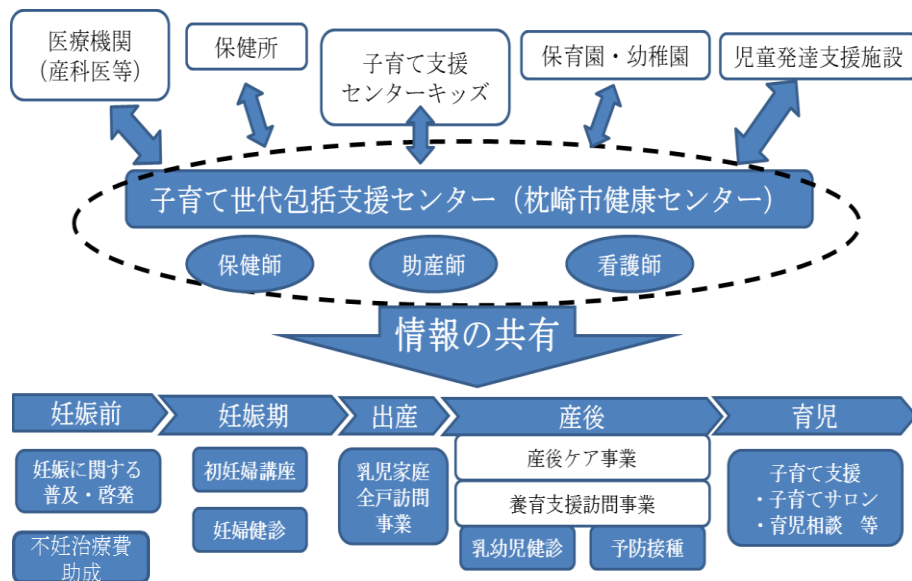 医療機関
（産科医等）
保健所
子育て支援
センターキッズ
保育園・幼稚園
児童発達支援施設
子育て世代包括支援センター（枕崎市健康センター）
保健師
助産師
看護師
情報の共有
妊娠前
妊娠期
出産
産後
育児
妊娠に関する
普及・啓発
不妊治療費
助成
初妊婦講座
妊婦健診
乳児家庭
全戸訪問
事業
産後ケア事業
養育支援訪問事業
乳幼児健診
予防接種
子育て支援
・子育てサロン
・育児相談　等